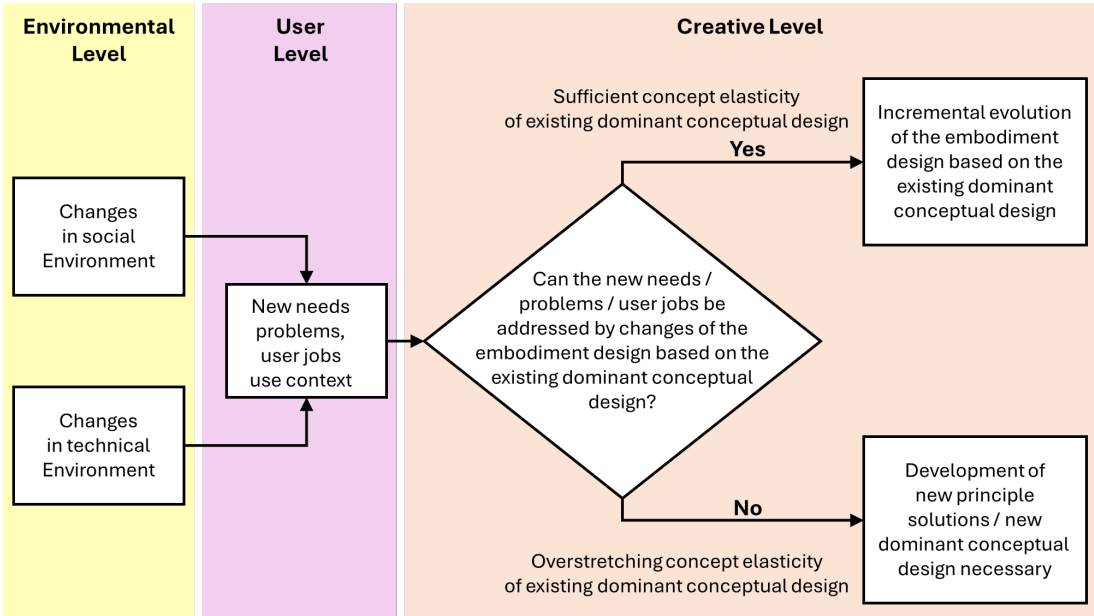 Environmental
Level
User
Level
Creative Level
Changes
in social
Environment
Changes
in technical
Environment
New needs
problems,
user jobs
use context
Can the new needs /
problems / user jobs be
addressed by changes of the
embodiment design based on the
existing dominant conceptual
design?
Sufficient concept elasticity
of existing dominant conceptual design
Yes
Incremental evolution
of the embodiment
design based on the
existing dominant
conceptual design
No
Overstretching concept elasticity
of existing dominant conceptual design
Development of
new principle
solutions / new
dominant conceptual
design necessary